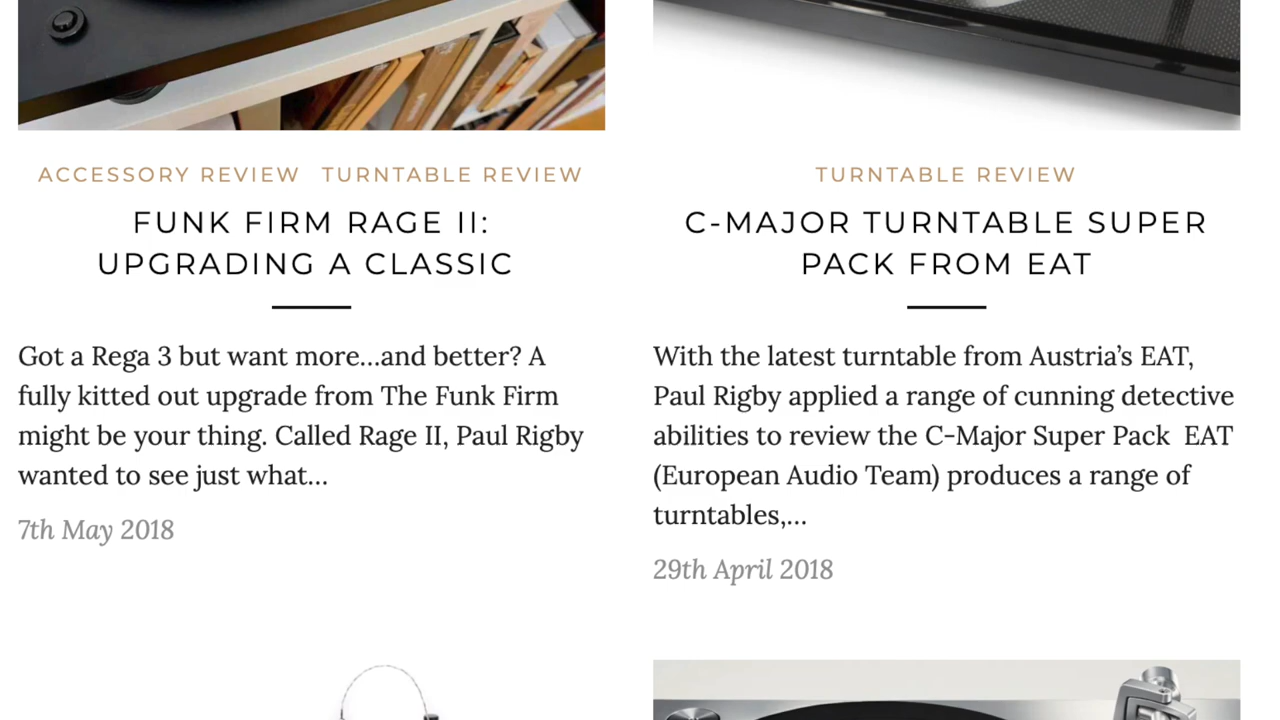 ACCESSORY REVIEW TURNTABLE REVIEW
FUNK FIRM RAGE II:
UPGRADING A CLASSIC
Got a Rega 3 but want more…and better? A
fully kitted out upgrade from The Funk Firm
might be your thing. Called Rage II, Paul Rigby
wanted to see just what…
7th May 2018
TURNTABLE REVIEW
C-MAJOR TURNTABLE SUPER
PACK FROM EAT
With the latest turntable from Austria’s EAT,
Paul Rigby applied a range of cunning detective
abilities to review the C-Major Super Pack  EAT
(European Audio Team) produces a range of
turntables,…
29th April 2018